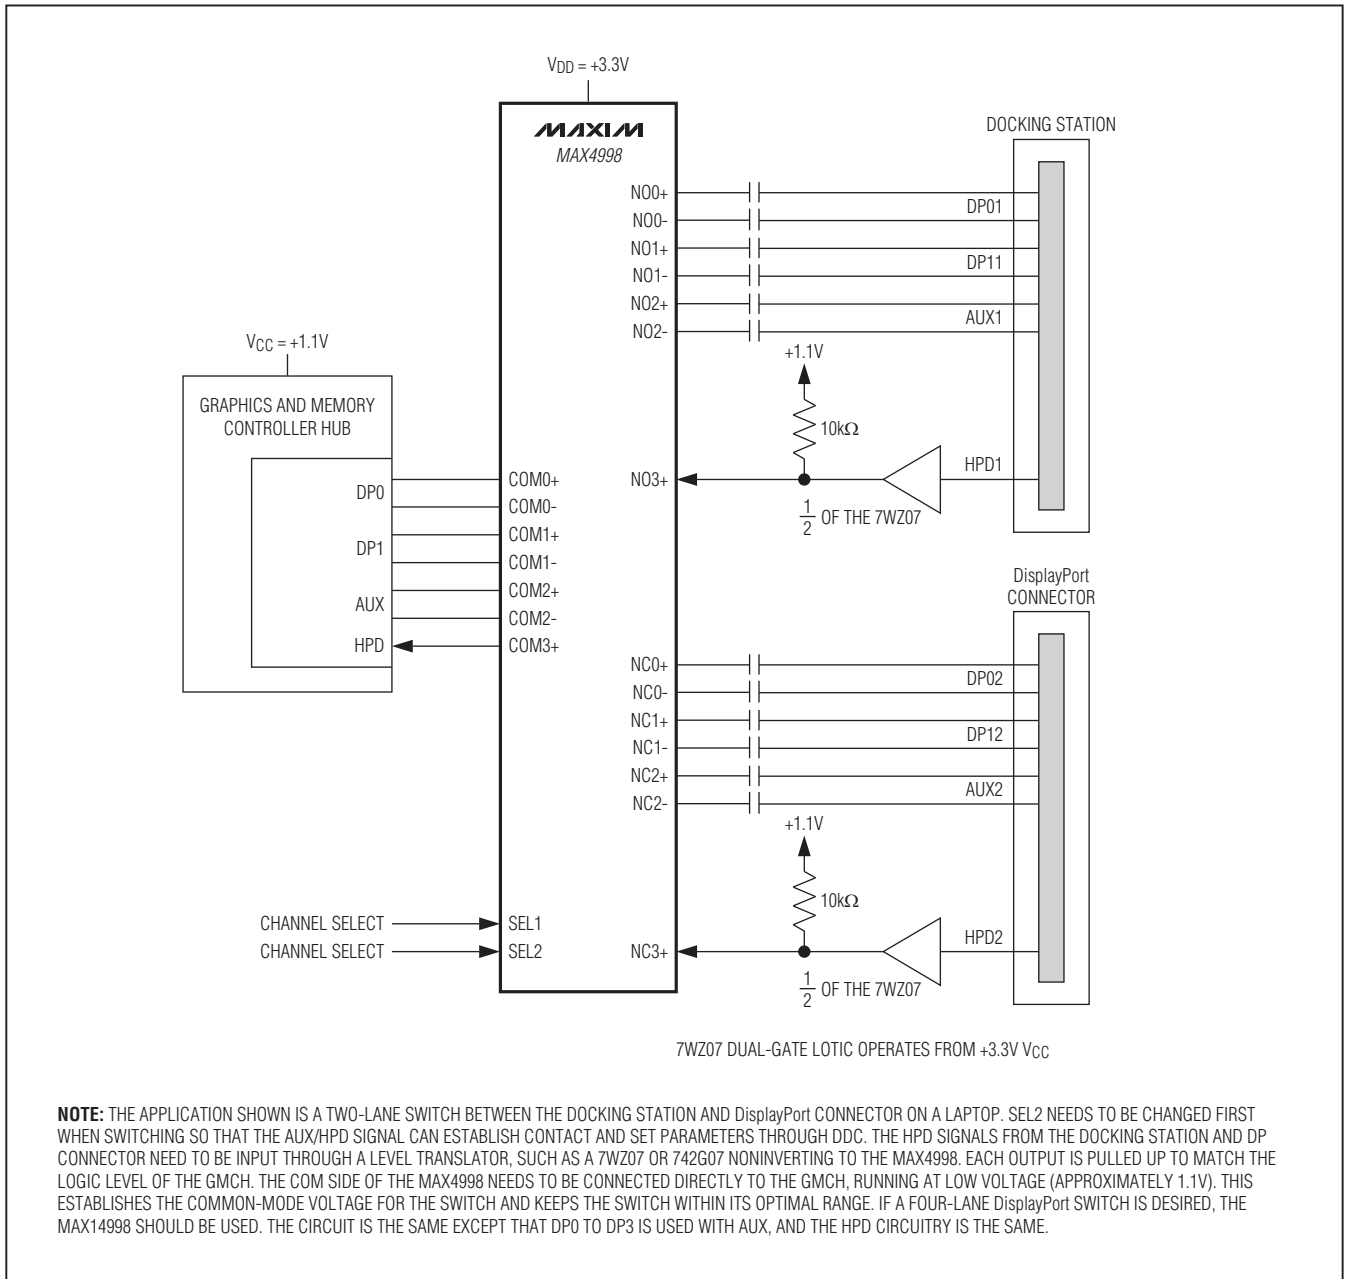 VDD = +3.3V
MAXIM
MAX4998
DOCKING STATION
NO0+
NO0-
NO1+
NO1-
NO2+
NO2-
DP01
DP11
AUX1
+1.1V
10kΩ
NO3+
HPD1
1/2 OF THE 7WZ07
VCC = +1.1V
GRAPHICS AND MEMORY
CONTROLLER HUB
DP0
DP1
AUX
HPD
COM0+
COM0-
COM1+
COM1-
COM2+
COM2-
COM3+
DisplayPort
CONNECTOR
NC0+
NC0-
NC1+
NC1-
NC2+
NC2-
DP02
DP12
AUX2
+1.1V
10kΩ
CHANNEL SELECT
CHANNEL SELECT
SEL1
SEL2
NC3+
HPD2
1/2 OF THE 7WZ07
7WZ07 DUAL-GATE LOTIC OPERATES FROM +3.3V VCC
NOTE: THE APPLICATION SHOWN IS A TWO-LANE SWITCH BETWEEN THE DOCKING STATION AND DisplayPort CONNECTOR ON A LAPTOP. SEL2 NEEDS TO BE CHANGED FIRST
WHEN SWITCHING SO THAT THE AUX/HPD SIGNAL CAN ESTABLISH CONTACT AND SET PARAMETERS THROUGH DDC. THE HPD SIGNALS FROM THE DOCKING STATION AND DP
CONNECTOR NEED TO BE INPUT THROUGH A LEVEL TRANSLATOR, SUCH AS A 7WZ07 OR 742G07 NONINVERTING TO THE MAX4998. EACH OUTPUT IS PULLED UP TO MATCH THE
LOGIC LEVEL OF THE GMCH. THE COM SIDE OF THE MAX4998 NEEDS TO BE CONNECTED DIRECTLY TO THE GMCH, RUNNING AT LOW VOLTAGE (APPROXIMATELY 1.1V). THIS
ESTABLISHES THE COMMON-MODE VOLTAGE FOR THE SWITCH AND KEEPS THE SWITCH WITHIN ITS OPTIMAL RANGE. IF A FOUR-LANE DisplayPort SWITCH IS DESIRED, THE
MAX14998 SHOULD BE USED. THE CIRCUIT IS THE SAME EXCEPT THAT DP0 TO DP3 IS USED WITH AUX, AND THE HPD CIRCUITRY IS THE SAME.